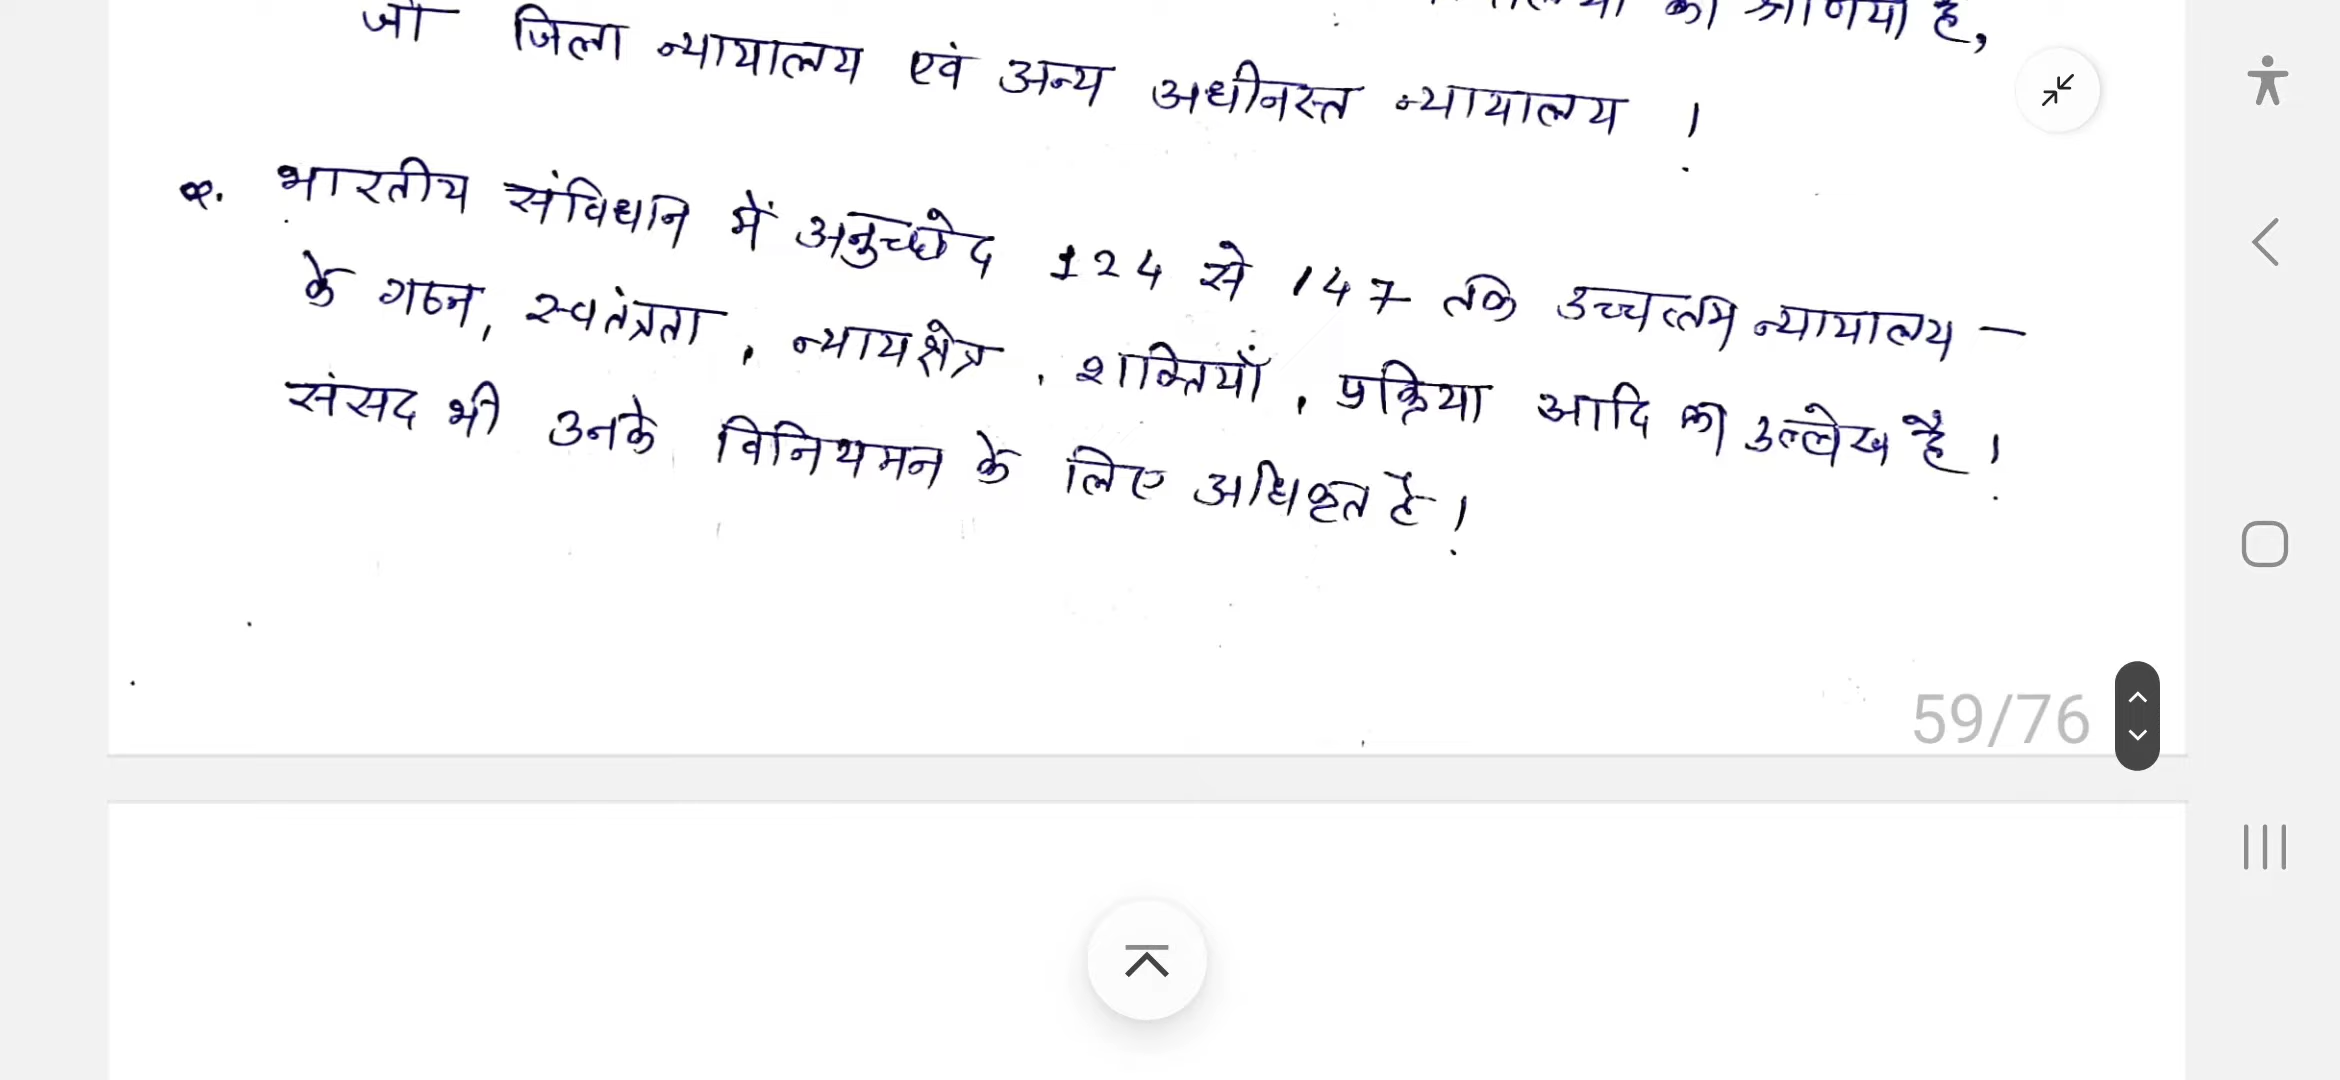 को श्रेणियाँ है,
जो जिला न्यायालय एवं अन्य अधीनस्त न्यायालय ।
२. भारतीय संविधान में अनुच्छेद 124 से 147 तक उच्चतम न्यायालय –
के गठन, स्वतंत्रता, न्यायक्षेत्र, शक्तियाँ, प्रक्रिया आदि का उल्लेख है ।
संसद भी उनके विनियमन के लिए अधिकृत है ।
59/76